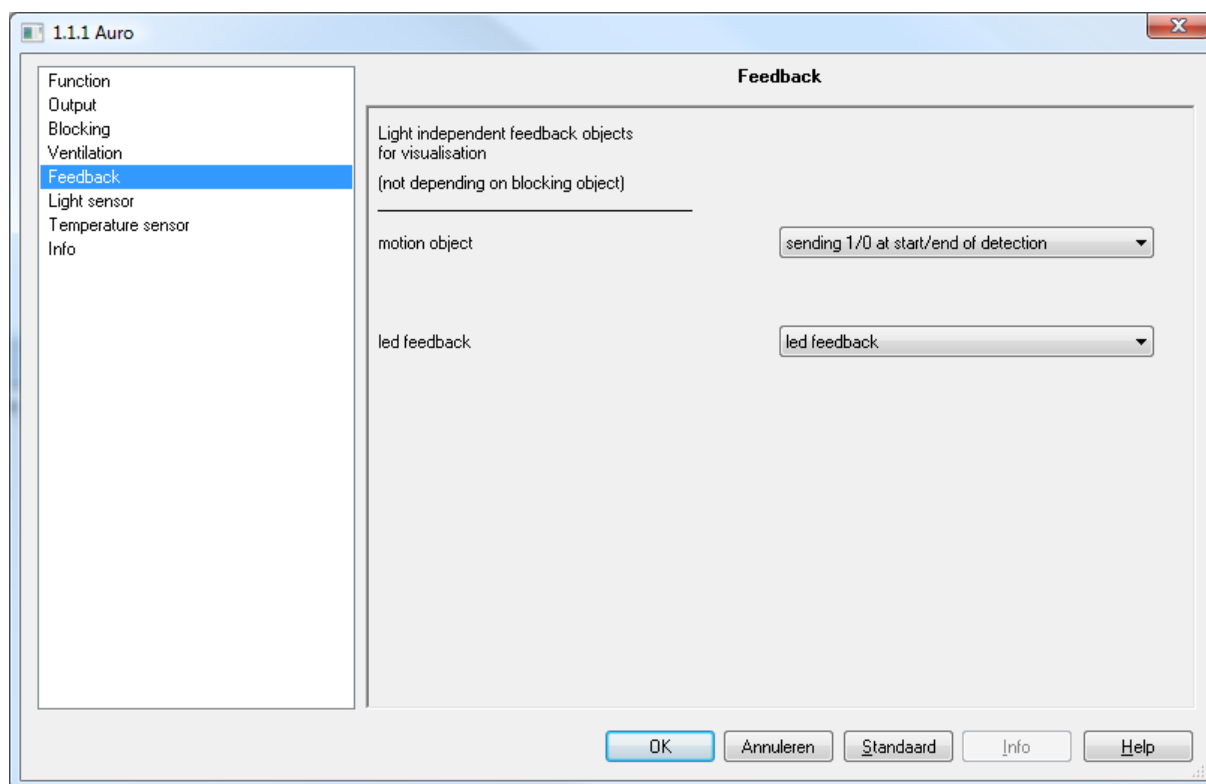 1.1.1 Auro
X
Function
Output
Blocking
Ventilation
Feedback
Light sensor
Temperature sensor
Info
Feedback
Light independent feedback objects
for visualisation
(not depending on blocking object)
motion object
sending 1/0 at start/end of detection
led feedback
led feedback
OK
Annuleren
Standaard
Info
Help